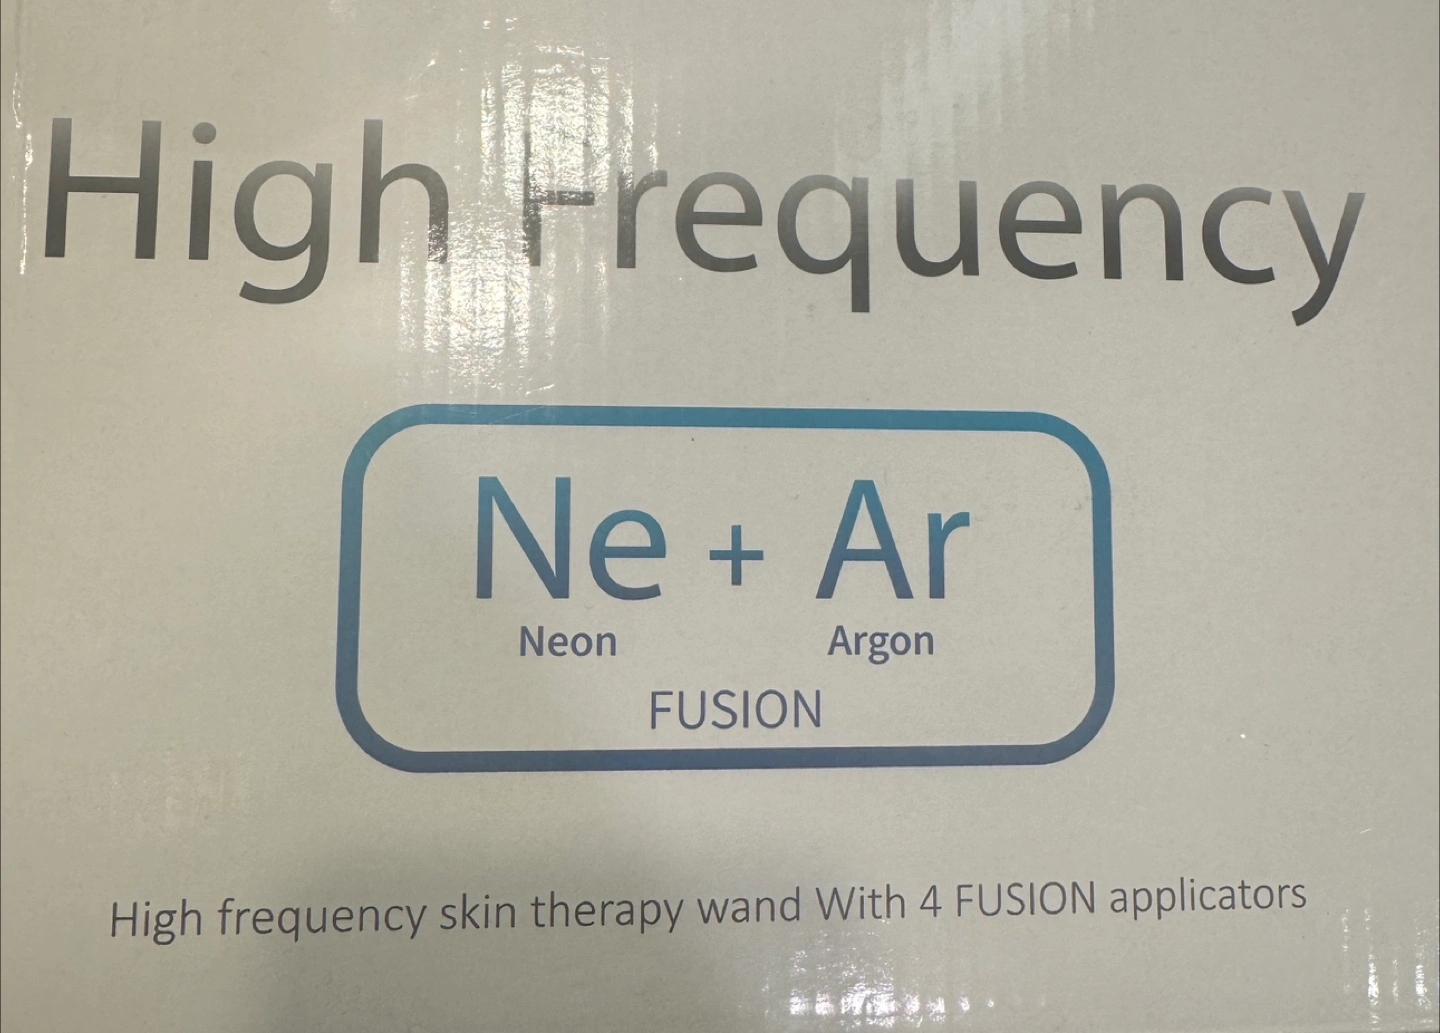 High Frequency
Ne + Ar
Neon Argon
FUSION
High frequency skin therapy wand With 4 FUSION applicators